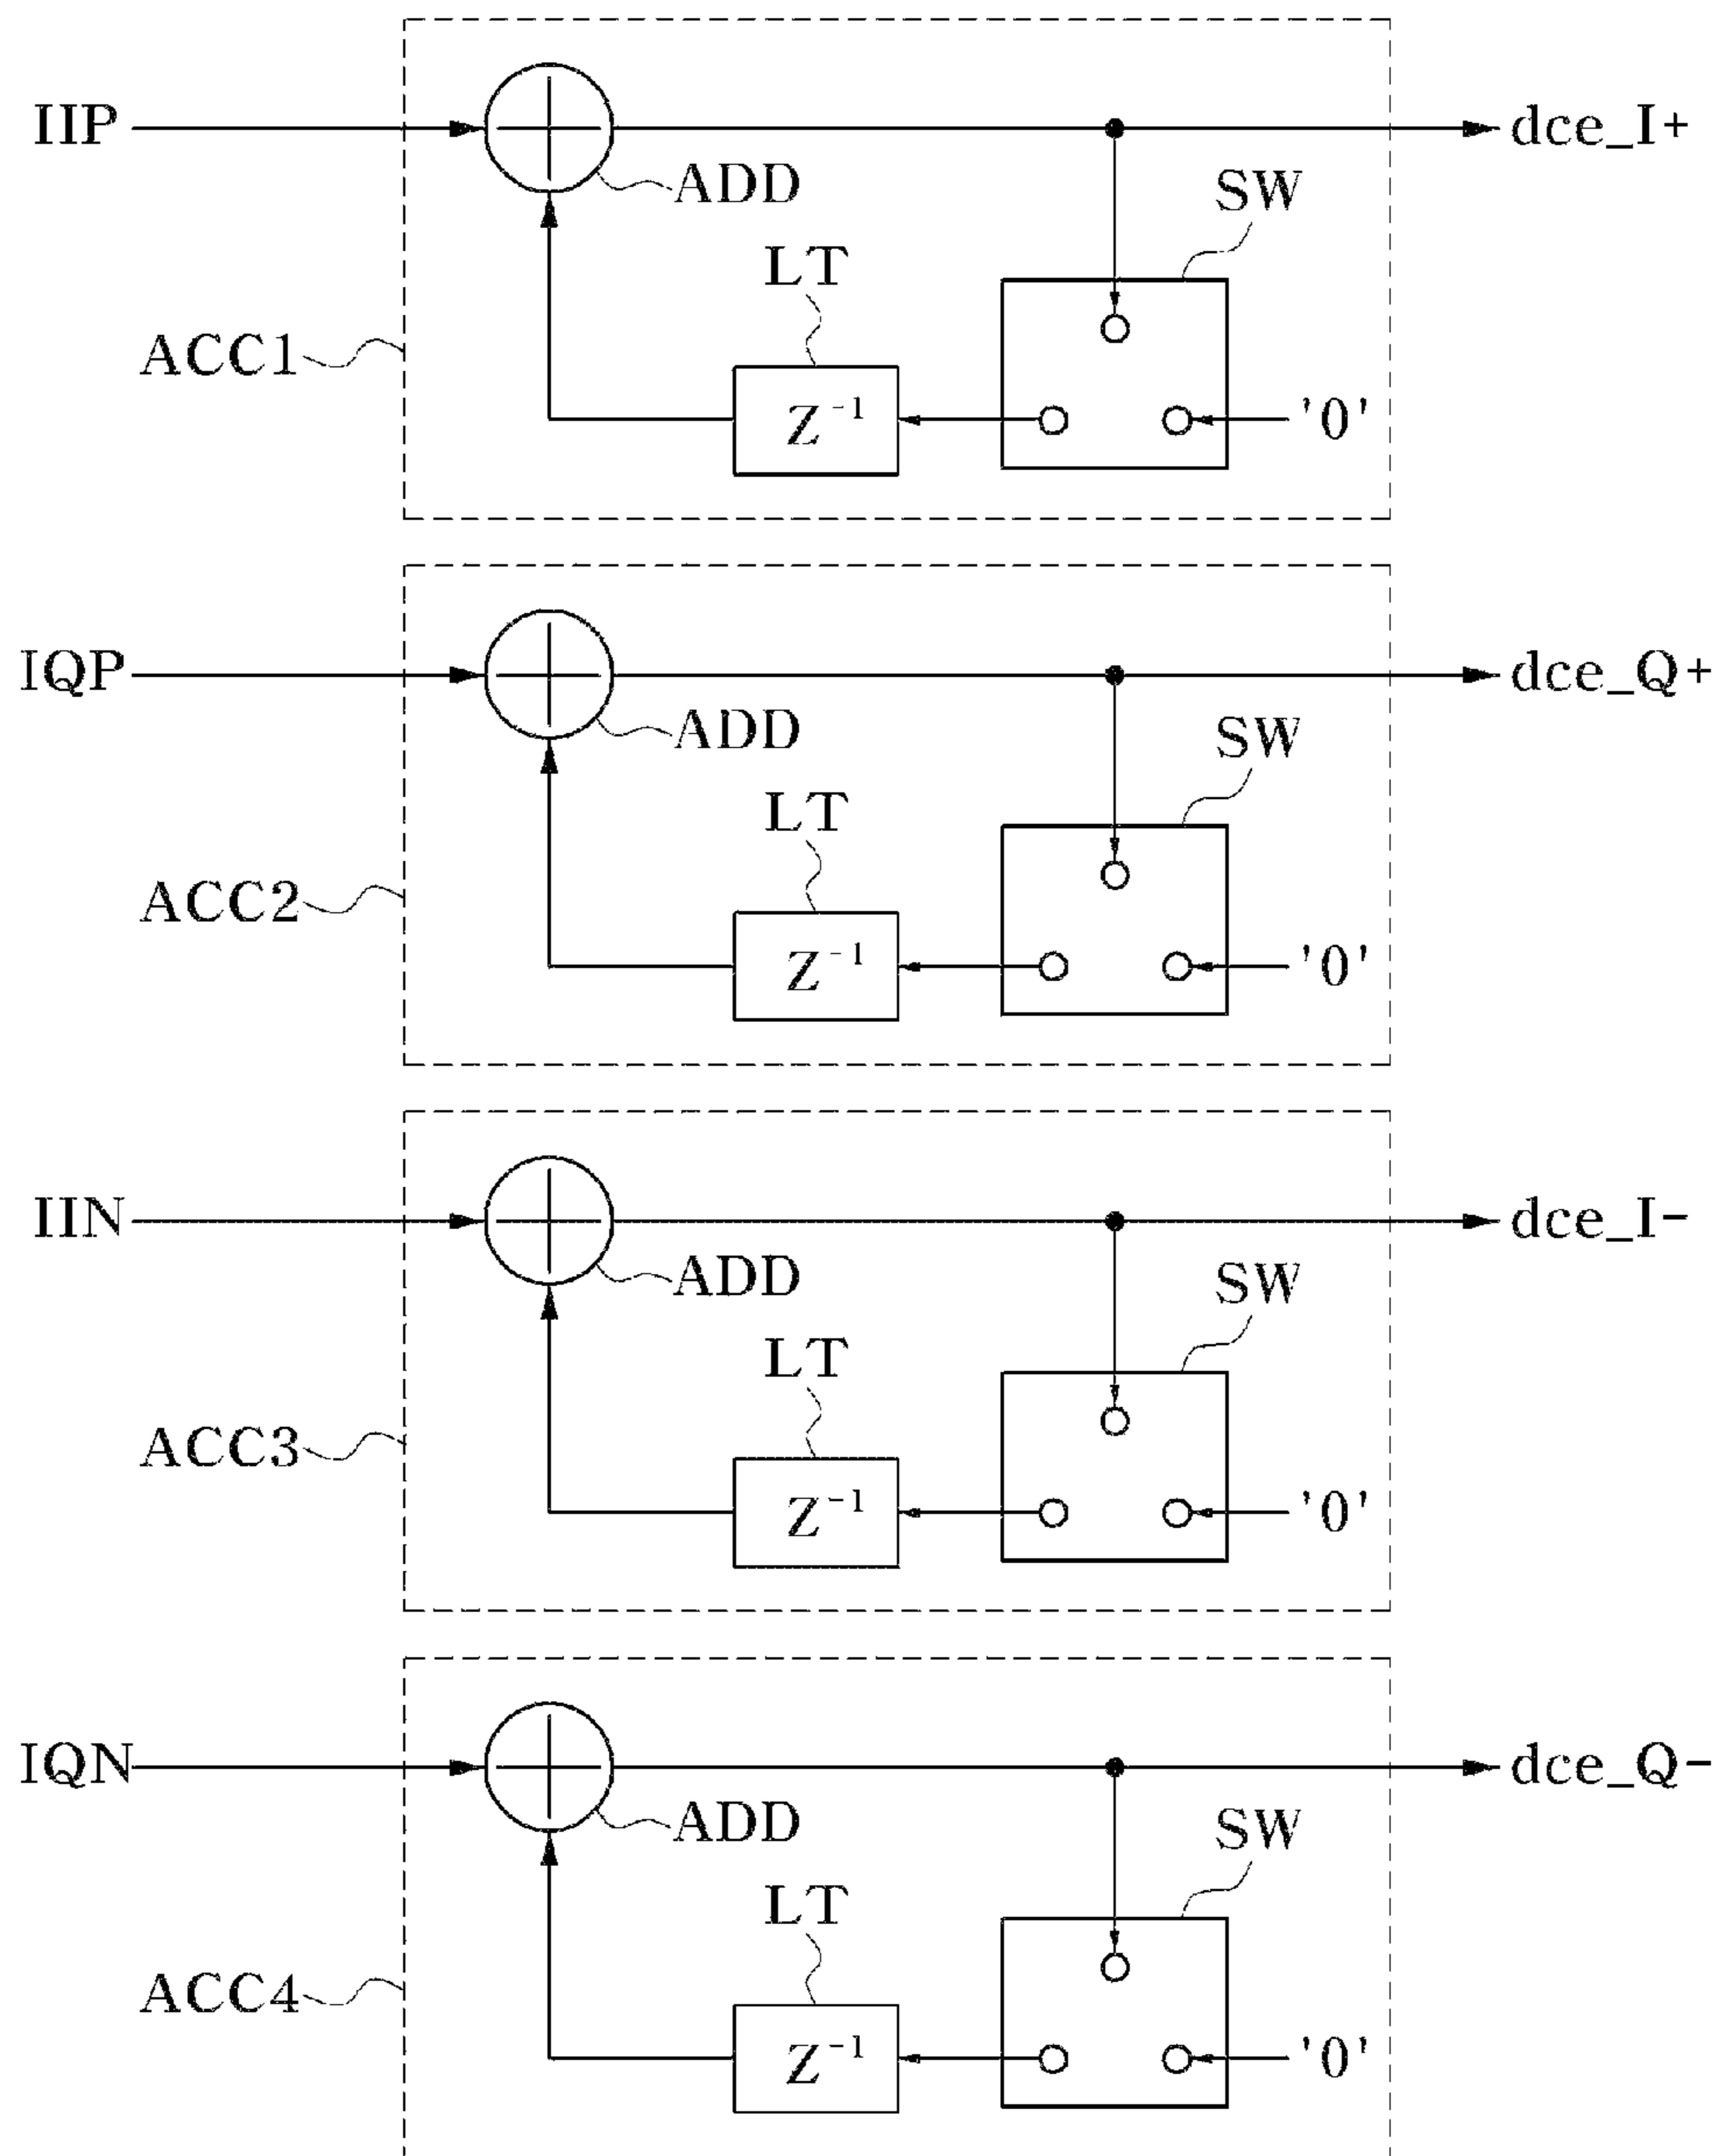 IIP
dce_I+
ADD
SW
LT
ACC1
Z⁻¹
'0'
IQP
dce_Q+
ADD
SW
LT
ACC2
Z⁻¹
'0'
IIN
dce_I-
ADD
SW
LT
ACC3
Z⁻¹
'0'
IQN
dce_Q-
ADD
SW
LT
ACC4
Z⁻¹
'0'